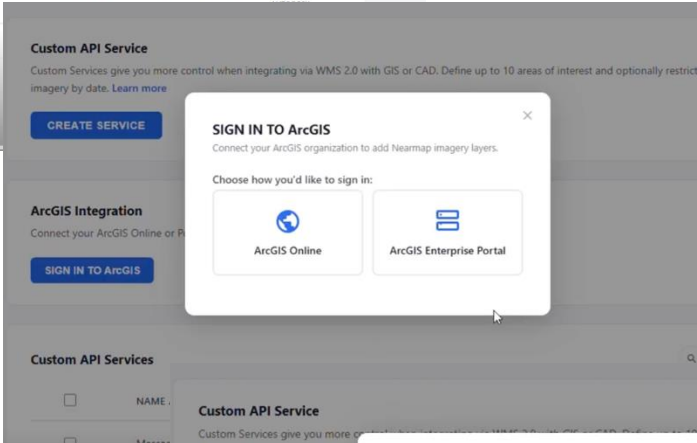 Custom API Service
Custom Services give you more control when integrating via WMS 2.0 with GIS or CAD. Define up to 10 areas of interest and optionally restrict
imagery by date. Learn more
CREATE SERVICE
SIGN IN TO ArcGIS
Connect your ArcGIS organization to add Nearmap imagery layers.
Choose how you'd like to sign in:
ArcGIS Online
ArcGIS Enterprise Portal
ArcGIS Integration
Connect your ArcGIS Online or
SIGN IN TO ArcGIS
Custom API Services
NAME
Custom API Service
Custom Services give you more